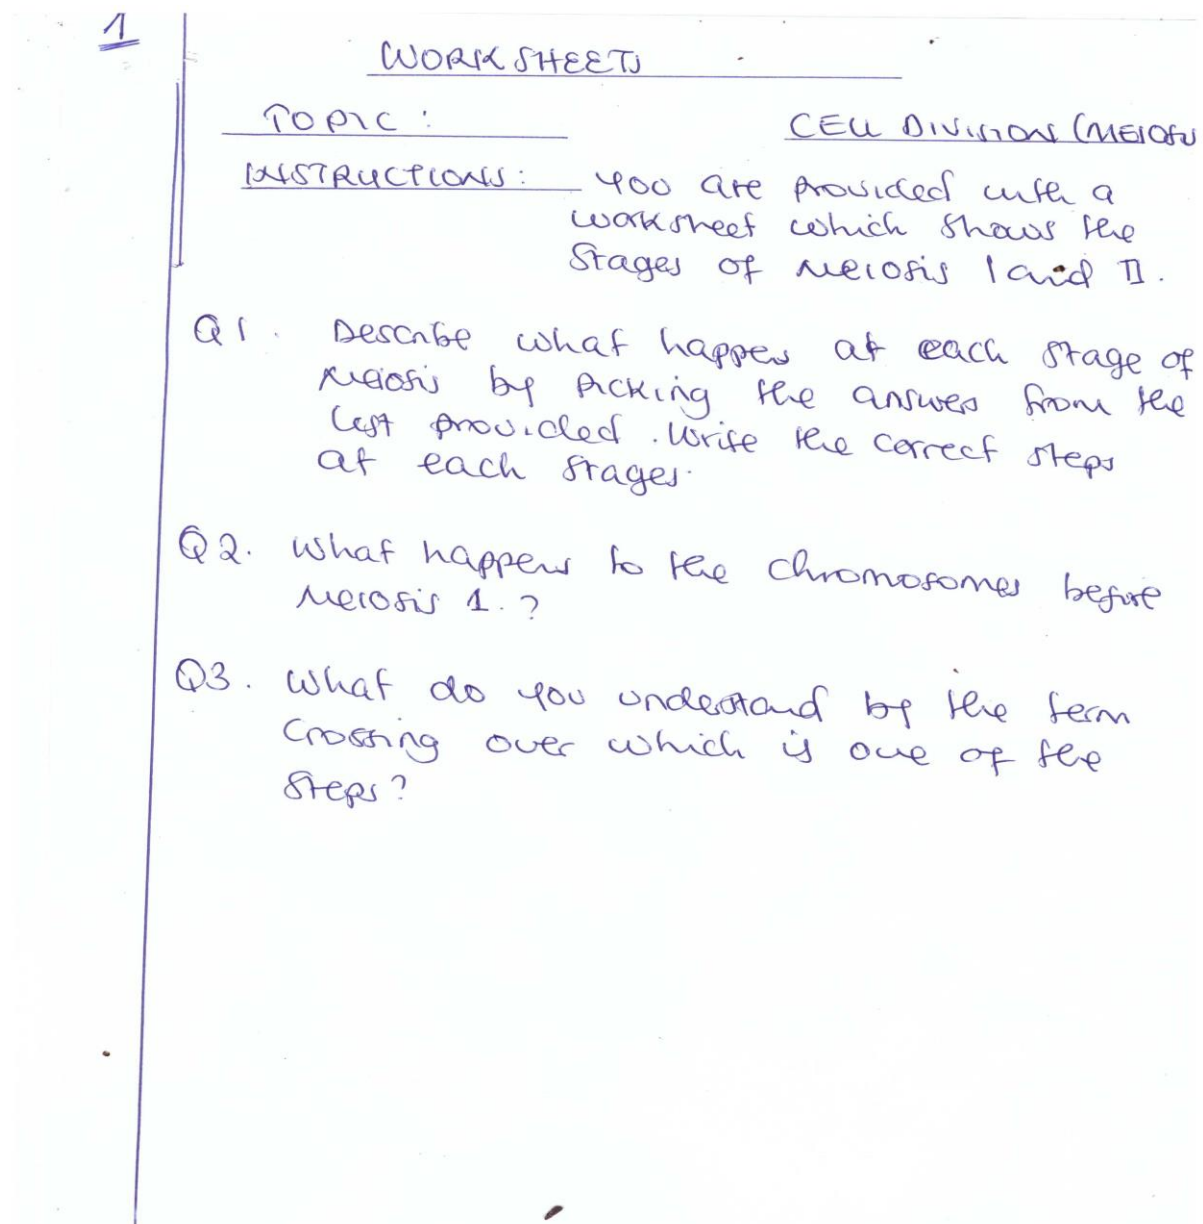 1
WORKSHEETS
TOPIC: CELL DIVISION (MEIOSIS
INSTRUCTIONS: You are provided with a
worksheet which shows the
stages of meiosis I and II.
Q1. Describe what happens at each stage of
meiosis by picking the answers from the
list provided. Write the correct steps
at each stages.
Q2. What happens to the chromosomes before
meiosis 1.?
Q3. What do you understand by the term
crossing over which is one of the
steps?